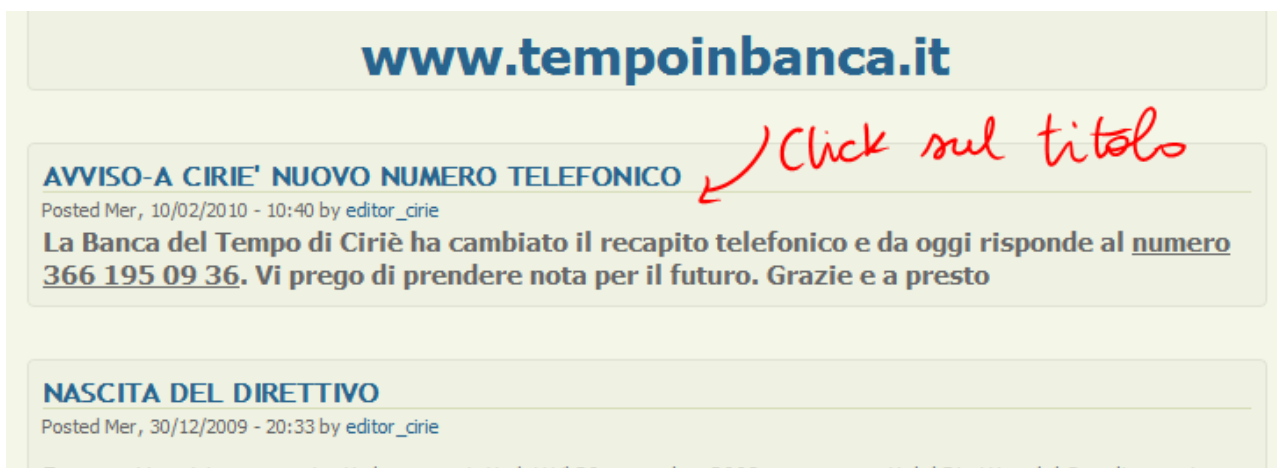 www.tempoinbanca.it
Click sul titolo
AVVISO-A CIRIE' NUOVO NUMERO TELEFONICO
Posted Mer, 10/02/2010 - 10:40 by editor_cirie
La Banca del Tempo di Ciriè ha cambiato il recapito telefonico e da oggi risponde al numero
366 195 09 36. Vi prego di prendere nota per il futuro. Grazie e a presto
NASCITA DEL DIRETTIVO
Posted Mer, 30/12/2009 - 20:33 by editor_cirie